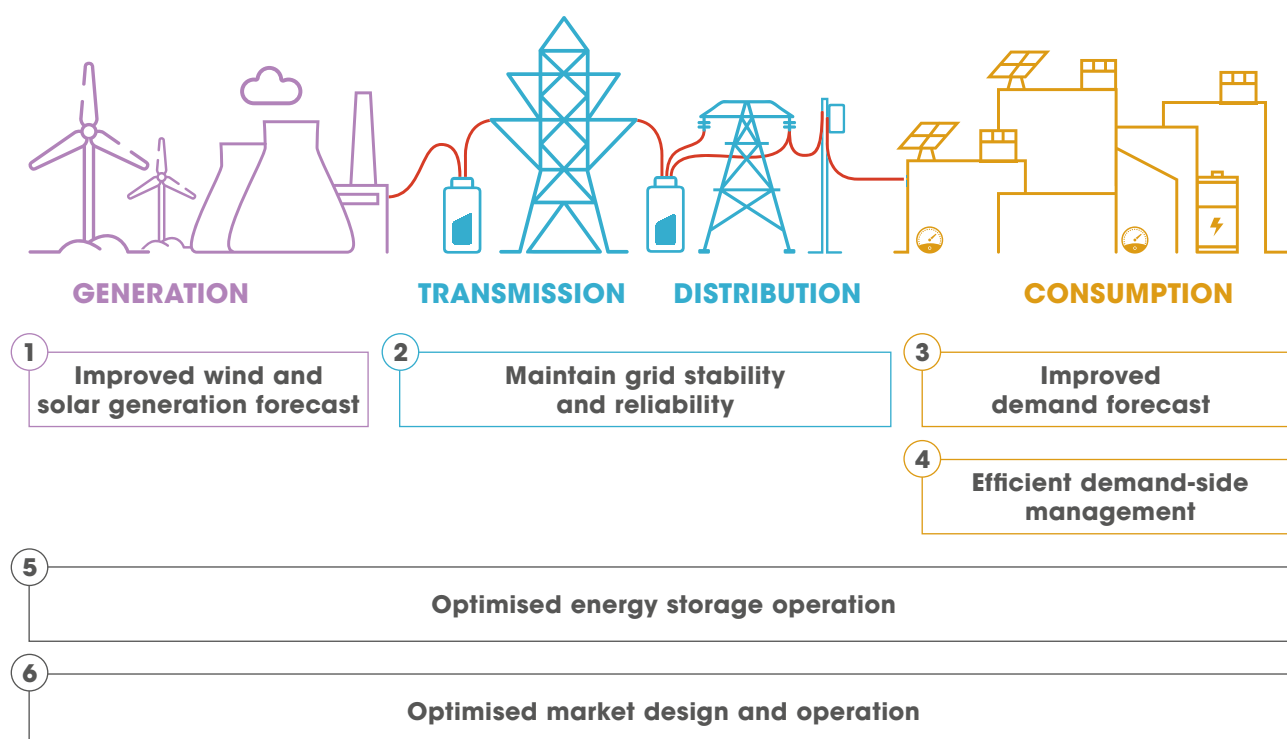 GENERATION
TRANSMISSION
DISTRIBUTION
CONSUMPTION
1
Improved wind and
solar generation forecast
2
Maintain grid stability
and reliability
3
Improved
demand forecast
4
Efficient demand-side
management
5
Optimised energy storage operation
6
Optimised market design and operation